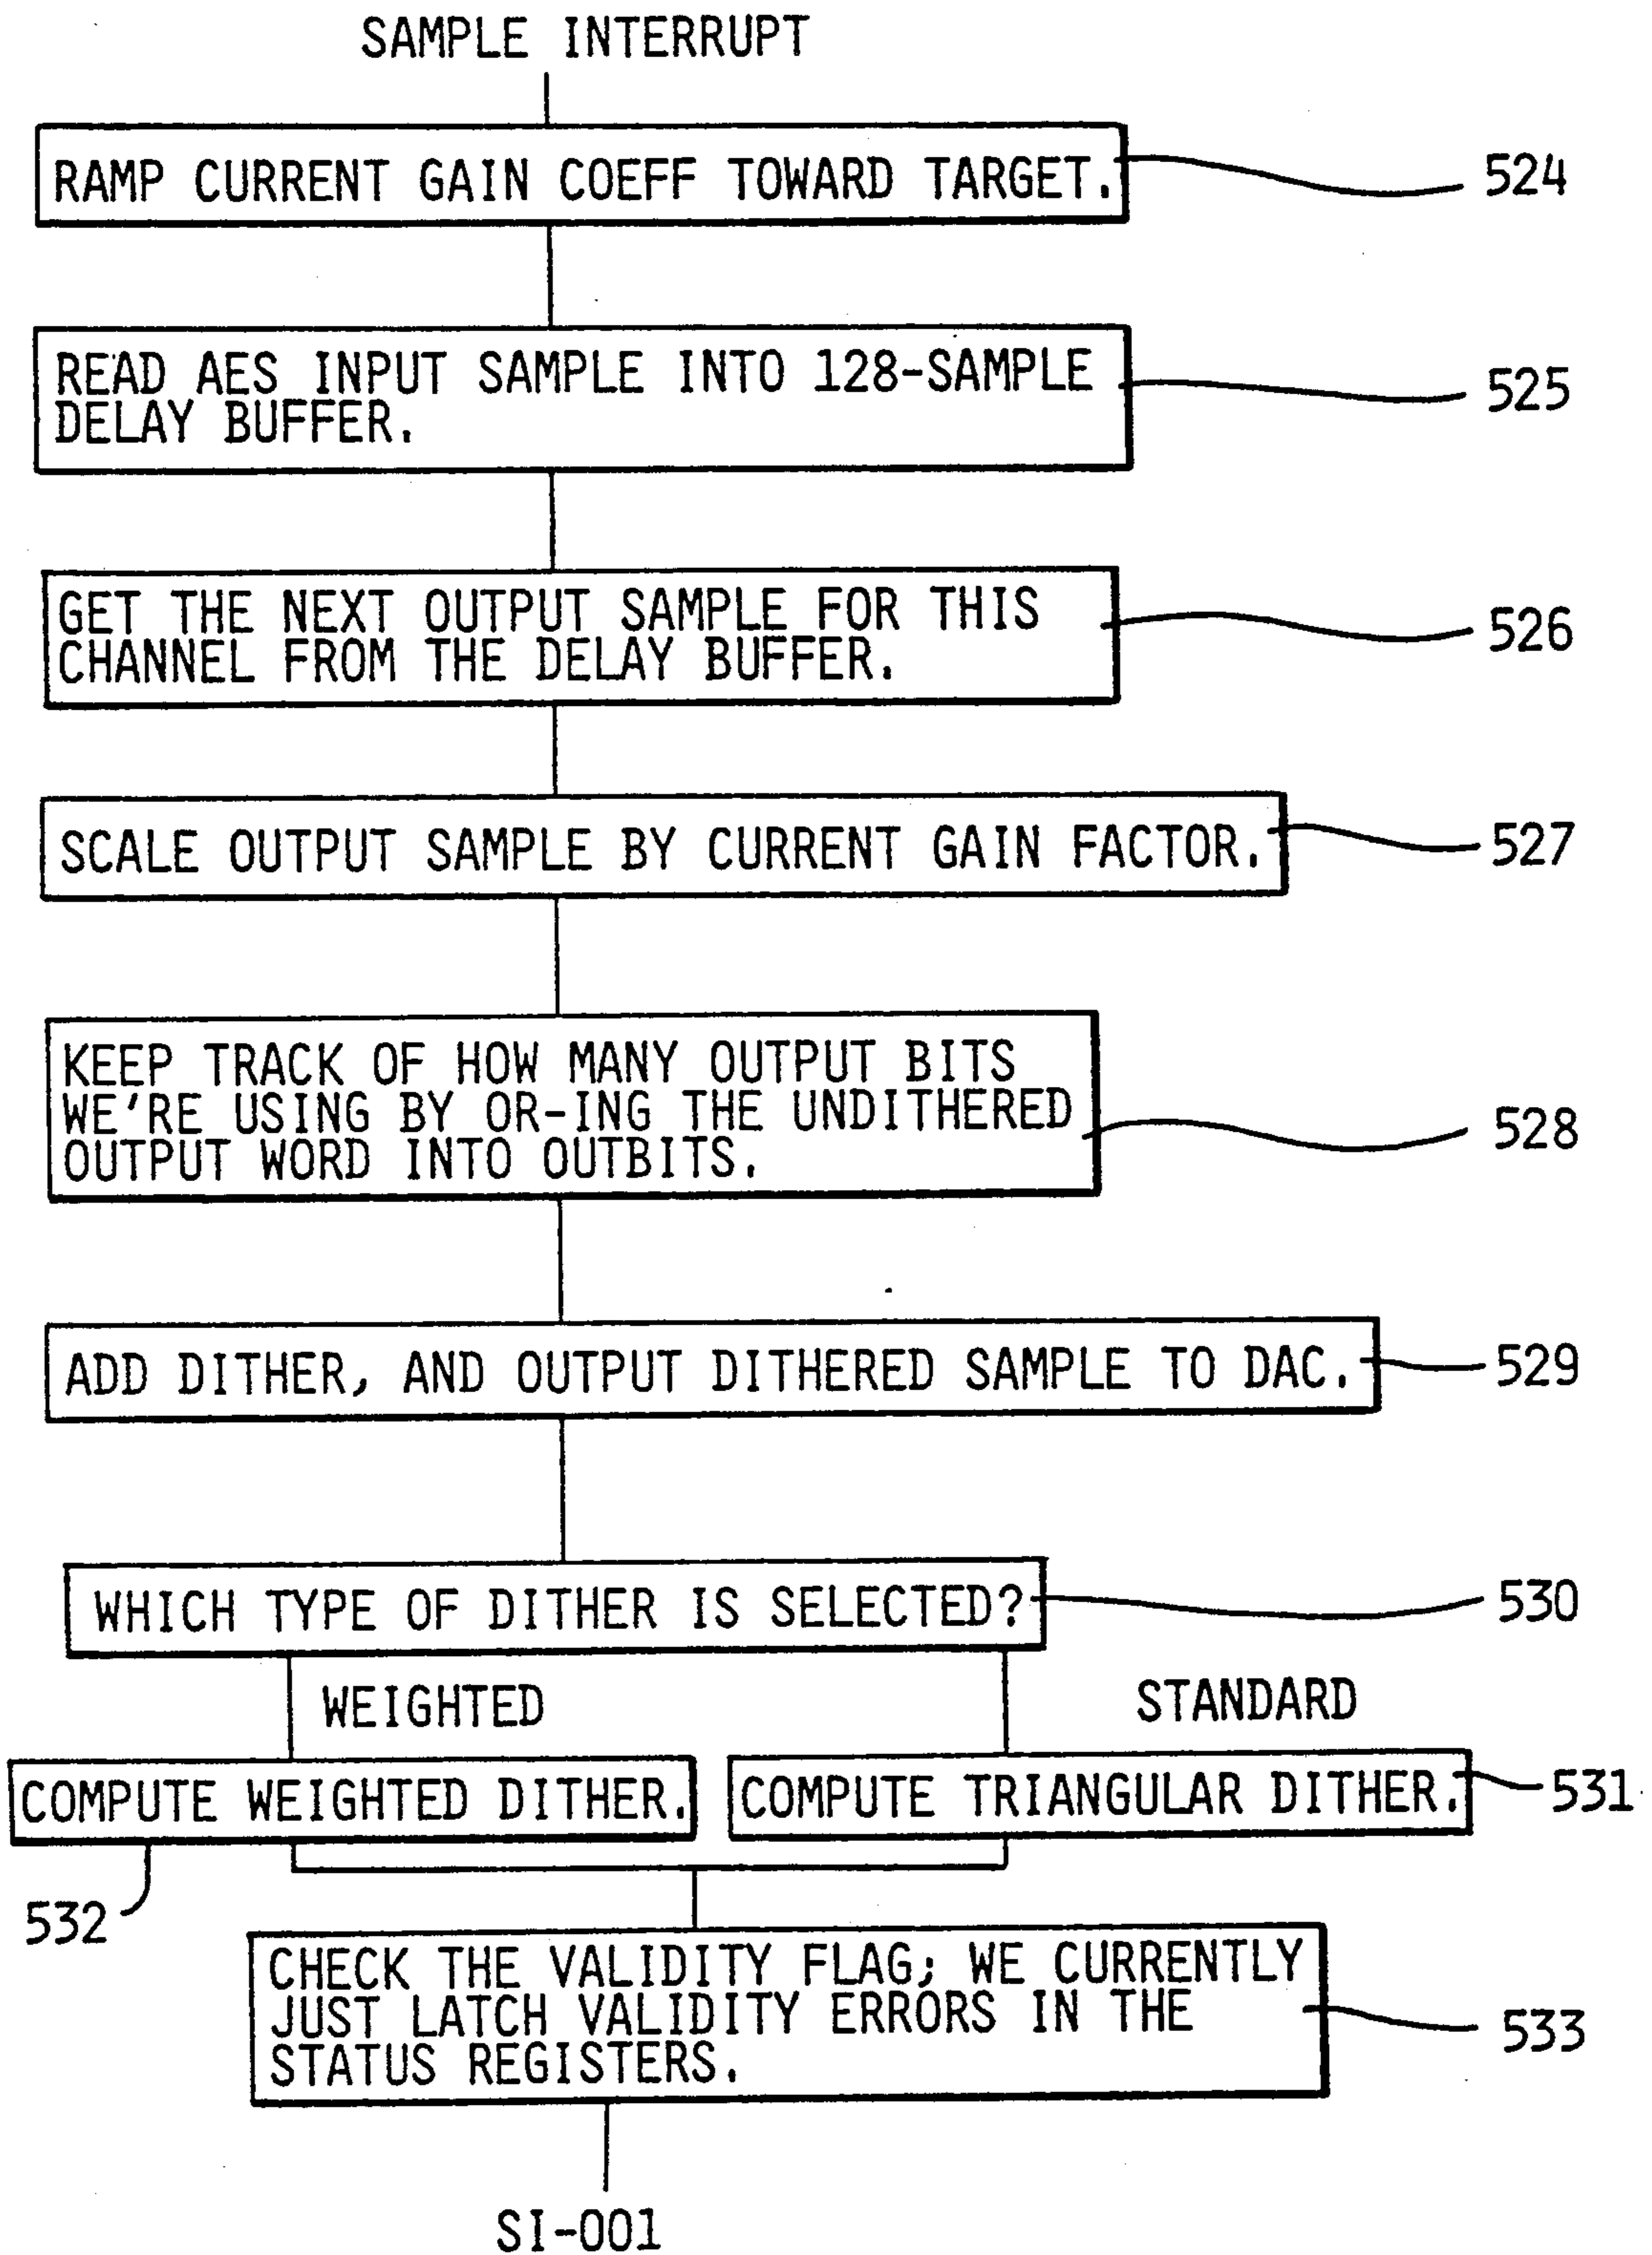 SAMPLE INTERRUPT
RAMP CURRENT GAIN COEFF TOWARD TARGET.
524
READ AES INPUT SAMPLE INTO 128-SAMPLE
DELAY BUFFER.
525
GET THE NEXT OUTPUT SAMPLE FOR THIS
CHANNEL FROM THE DELAY BUFFER.
526
SCALE OUTPUT SAMPLE BY CURRENT GAIN FACTOR.
527
KEEP TRACK OF HOW MANY OUTPUT BITS
WE'RE USING BY OR-ING THE UNDITHERED
OUTPUT WORD INTO OUTBITS.
528
ADD DITHER, AND OUTPUT DITHERED SAMPLE TO DAC.
529
WHICH TYPE OF DITHER IS SELECTED?
530
WEIGHTED
STANDARD
COMPUTE WEIGHTED DITHER.
COMPUTE TRIANGULAR DITHER.
531
532
CHECK THE VALIDITY FLAG; WE CURRENTLY
JUST LATCH VALIDITY ERRORS IN THE
STATUS REGISTERS.
533
SI-001